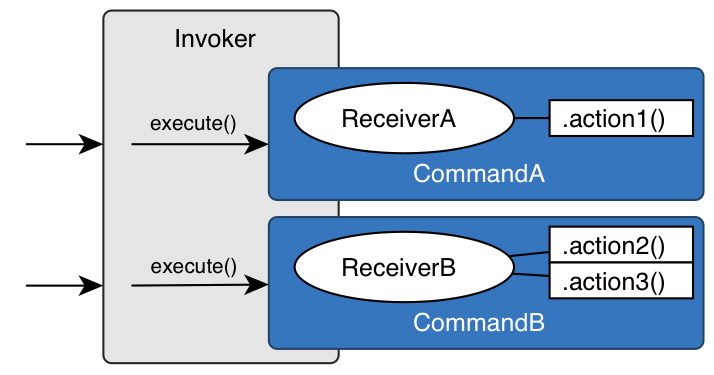 Invoker
execute()
ReceiverA
.action1()
CommandA
execute()
ReceiverB
.action2()
.action3()
CommandB